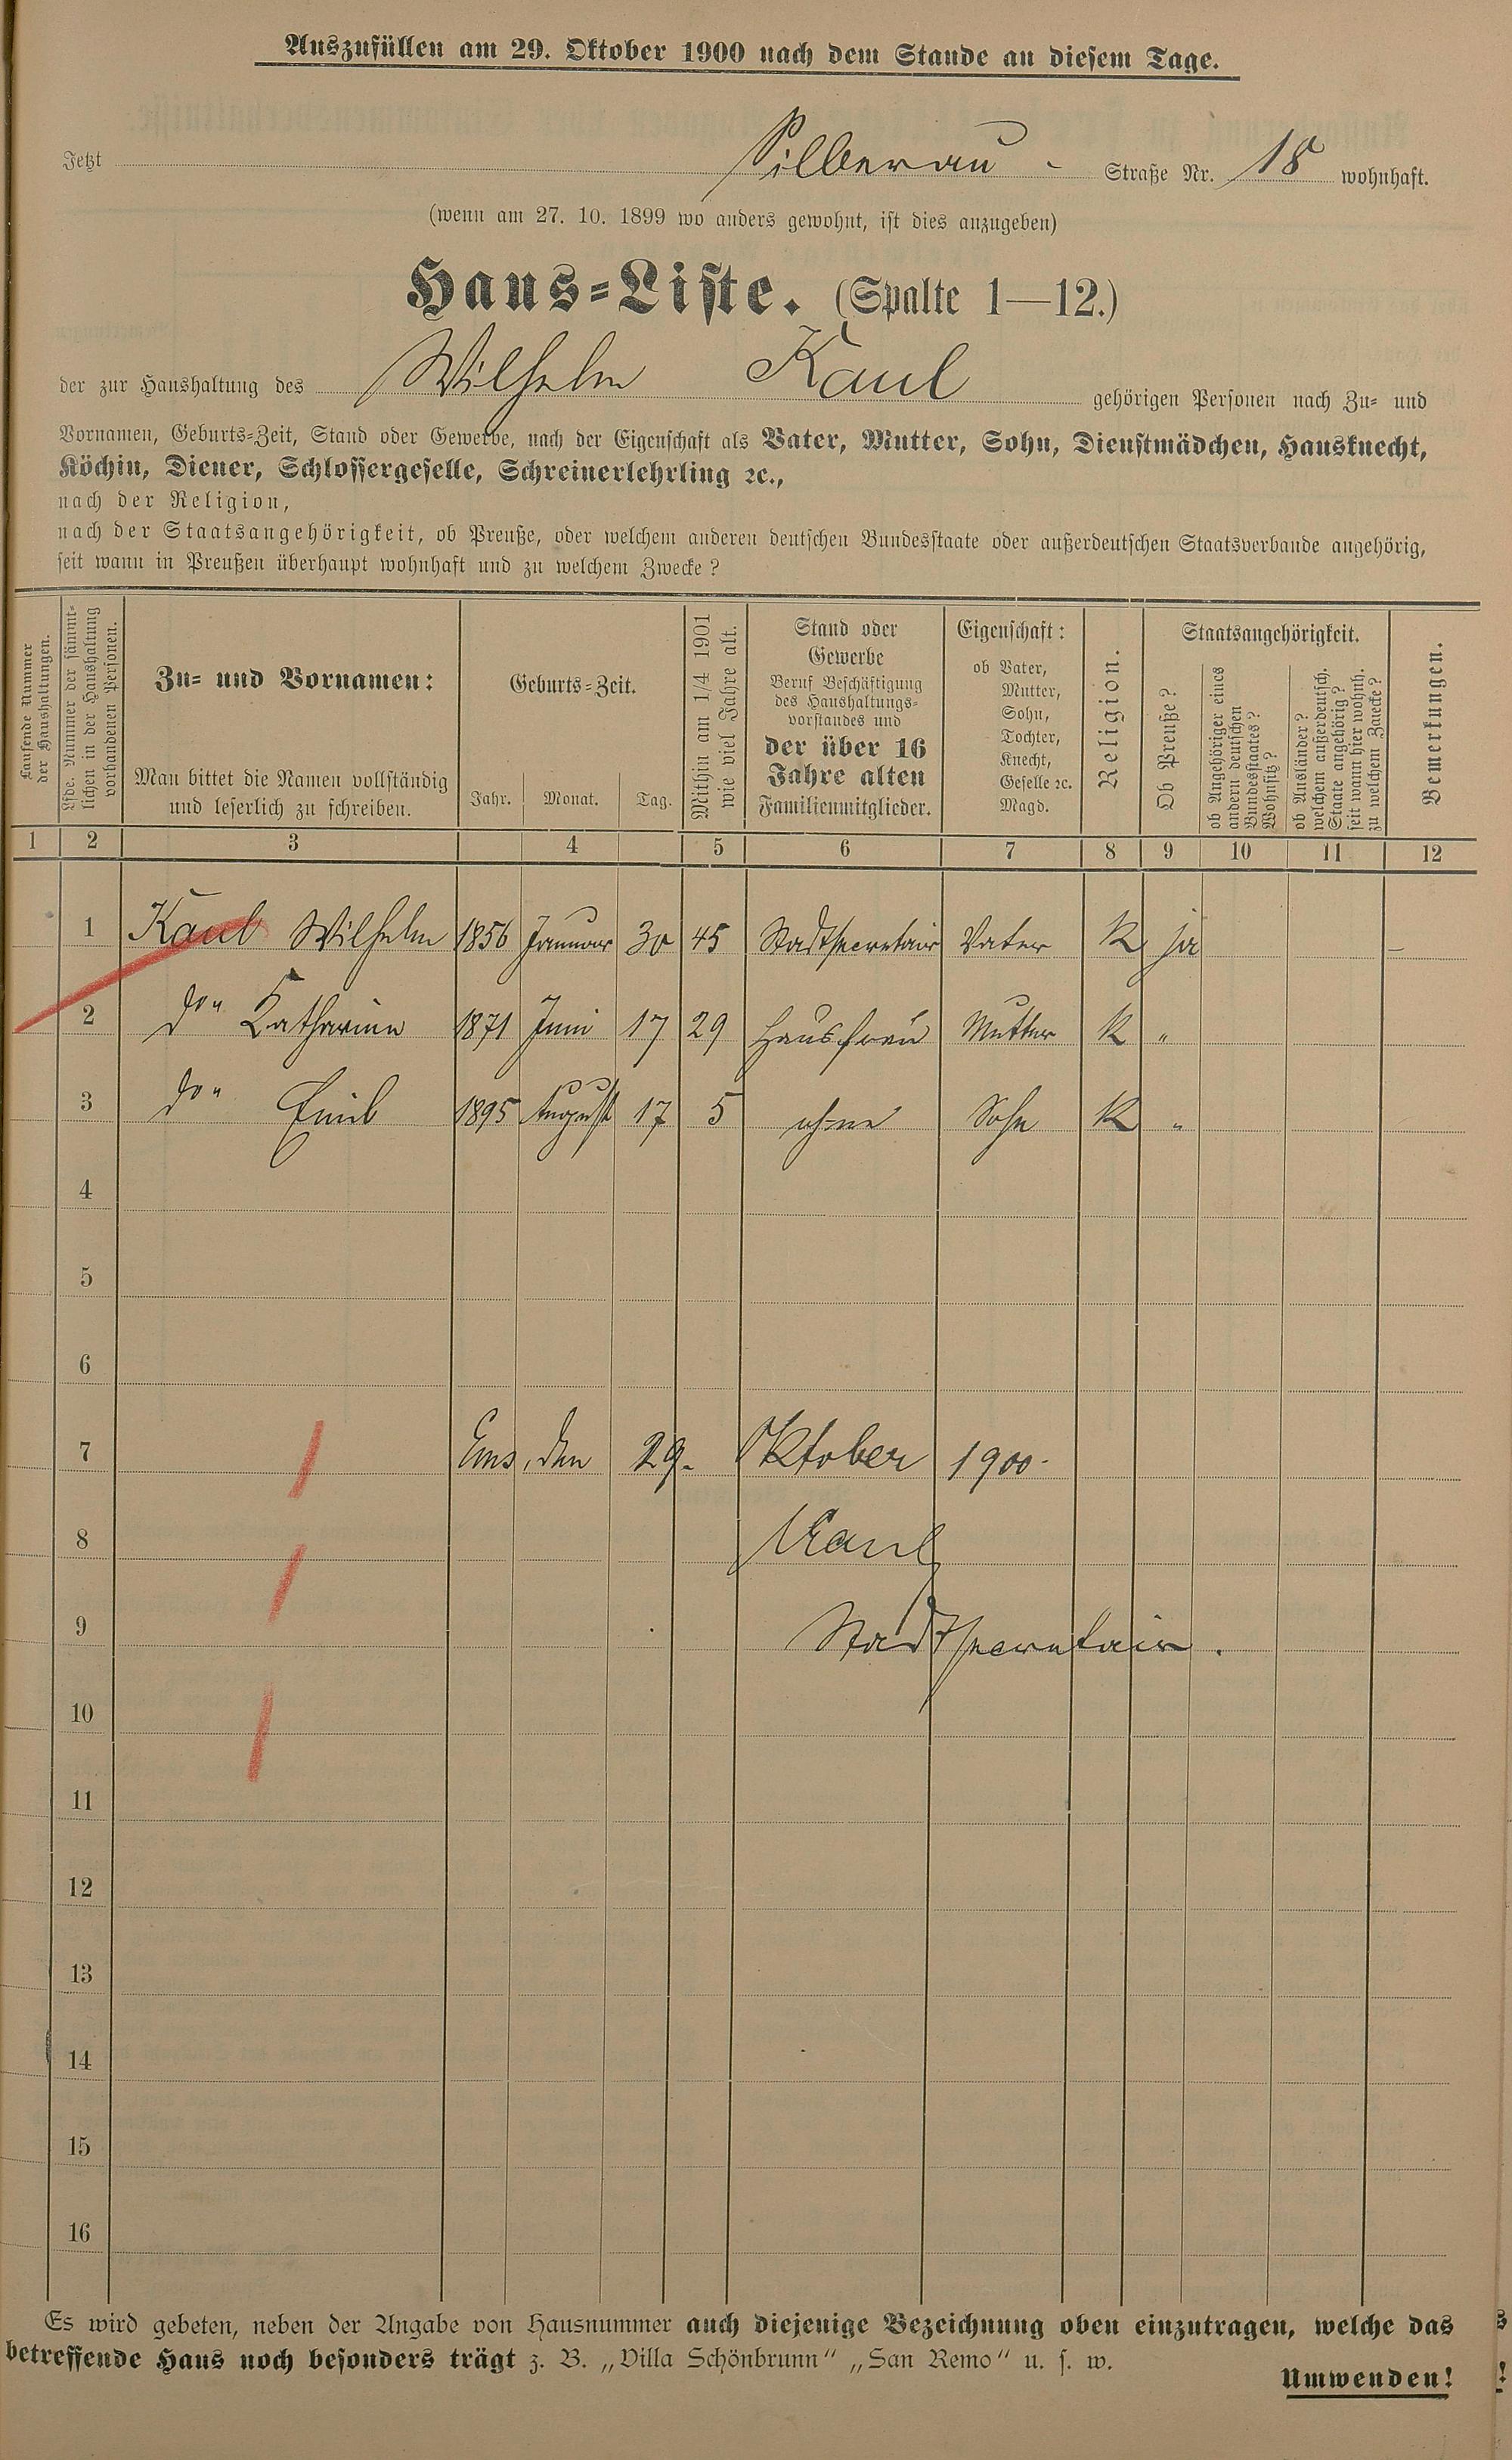 Auszufüllen am 29. Oktober 1900 nach dem Stande an diesem Tage.
Jetzt Silberau - Straße Nr. 18 wohnhaft.
(wenn am 27. 10. 1899 wo anders gewohnt, ist dies anzugeben)
Haus-Liste. (Spalte 1—12.)
der zur Haushaltung des Wilhelm Kaul gehörigen Personen nach Zu- und
Vornamen, Geburts-Zeit, Stand oder Gewerbe, nach der Eigenschaft als Vater, Mutter, Sohn, Dienstmädchen, Hausknecht,
Köchin, Diener, Schlossergeselle, Schreinerlehrling ꝛc.,
nach der Religion,
nach der Staatsangehörigkeit, ob Preuße, oder welchem anderen deutschen Bundesstaate oder außerdeutschen Staatsverbande angehörig,
seit wann in Preußen überhaupt wohnhaft und zu welchem Zwecke?
Laufende Nummer
der Haushaltungen.
Lfde. Nummer der sämmt-
lichen in der Haushaltung
vorhandenen Personen.
Zu- und Vornamen:
Man bittet die Namen vollständig
und leserlich zu schreiben.
Geburts-Zeit.
Jahr. Monat. Tag.
Mithin am 1/4 1901
wie viel Jahre alt.
Stand oder
Gewerbe
Beruf Beschäftigung
des Haushaltungs-
vorstandes und
der über 16
Jahre alten
Familienmitglieder.
Eigenschaft:
ob Vater,
Mutter,
Sohn,
Tochter,
Knecht,
Geselle ꝛc.
Magd.
Religion.
Staatsangehörigkeit.
Ob Preuße?
ob Angehöriger eines
andern deutschen
Bundesstaates?
Wohnsitz?
ob Ausländer?
welchem außerdeutsch.
Staate angehörig?
seit wann hier wohnh.
zu welchem Zwecke?
Bemerkungen.
1 2 3 4 5 6 7 8 9 10 11 12
1 Kaul Wilhelm 1856 Januar 30 45 Stadtsecretair Vater K ja –
2 do " Katharina 1871 Juni 17 29 Hausfrau Mutter K "
3 do " Emil 1895 August 17 5 ohne Sohn K "
4
5
6
7 Ems, den 29. Oktober 1900.
8 Kaul
9 Stadtsecretair.
10
11
12
13
14
15
16
Es wird gebeten, neben der Angabe von Hausnummer auch diejenige Bezeichnung oben einzutragen, welche das
betreffende Haus noch besonders trägt z. B. „Villa Schönbrunn“ „San Remo“ u. s. w.
Umwenden!